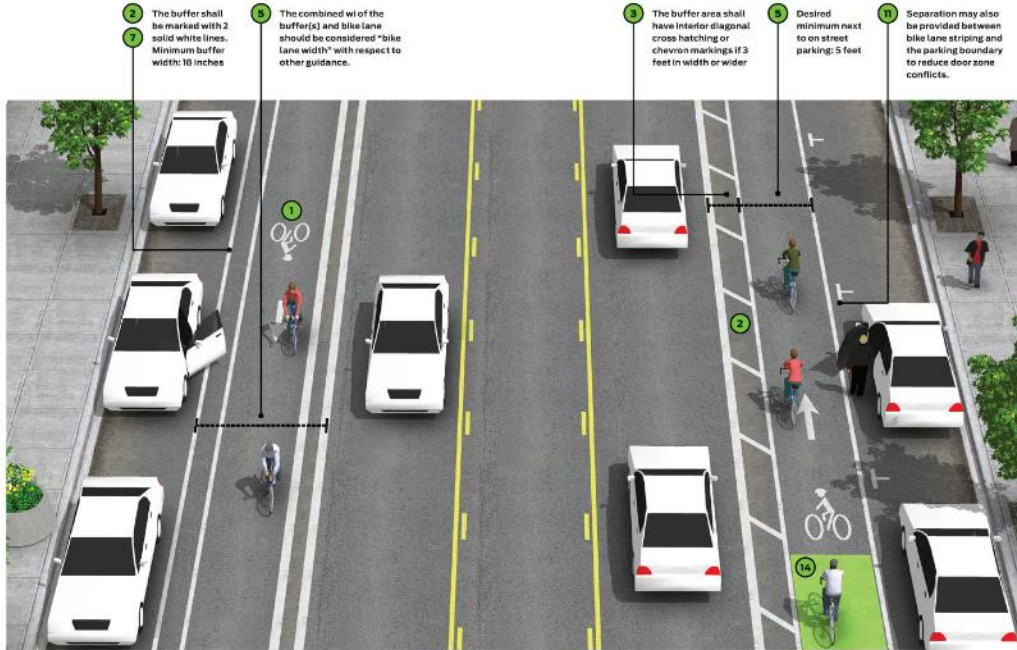 2
The buffer shall
be marked with 2
7
solid white lines.
Minimum buffer
width: 18 inches
5
The combined wi of the
buffer(s) and bike lane
should be considered "bike
lane width" with respect to
other guidance.
3
The buffer area shall
have interior diagonal
cross hatching or
chevron markings if 3
feet in width or wider
5
Desired
minimum next
to on street
parking: 5 feet
11
Separation may also
be provided between
bike lane striping and
the parking boundary
to reduce door zone
conflicts.
1
2
14